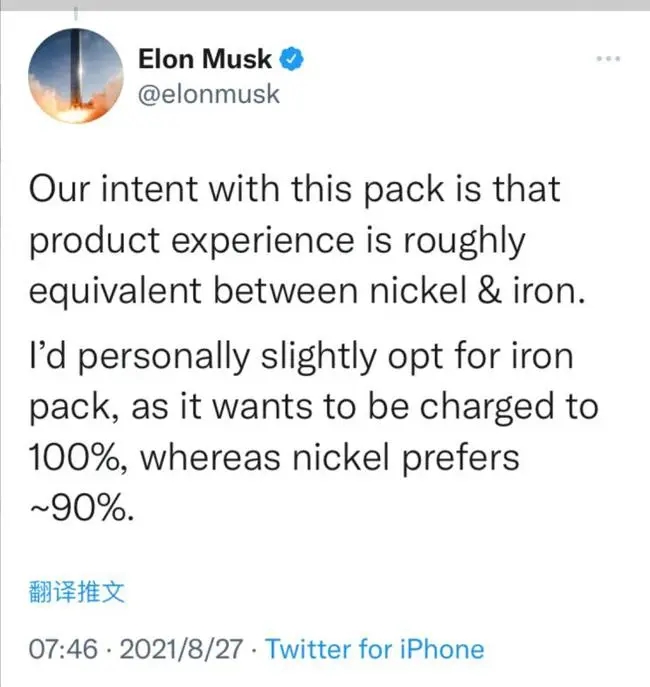 Elon Musk
@elonmusk
Our intent with this pack is that
product experience is roughly
equivalent between nickel & iron.
I’d personally slightly opt for iron
pack, as it wants to be charged to
100%, whereas nickel prefers
~90%.
翻译推文
07:46 · 2021/8/27 · Twitter for iPhone